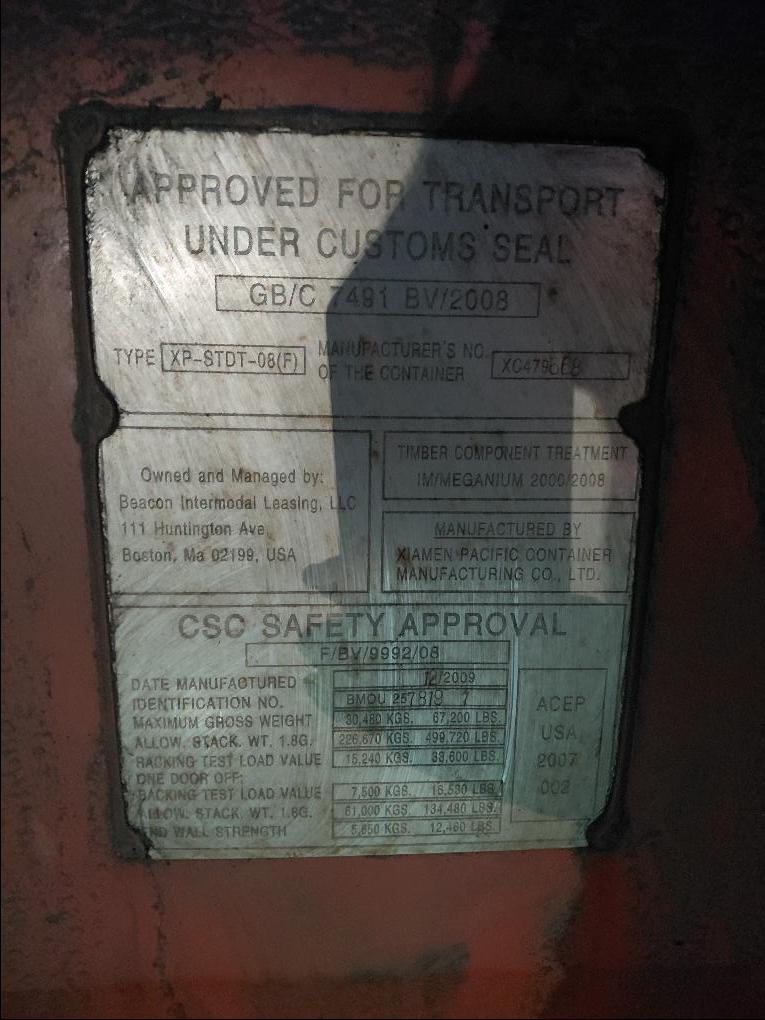 APPROVED FOR TRANSPORT
UNDER CUSTOMS SEAL
GB/C 7491 BV/2008
TYPE XP-STDT-08(F) MANUFACTURER'S NO.
OF THE CONTAINER
Owned and Managed by:
Beacon Intermodal Leasing, LLC
111 Huntington Ave,
Boston, Ma 02199, USA
TIMBER COMPONENT TREATMENT
IM/MEGANIUM 2000/2008
MANUFACTURED BY
XIAMEN PACIFIC CONTAINER
MANUFACTURING CO., LTD.
CSC SAFETY APPROVAL
F/BV/9992/08
DATE MANUFACTURED 12/2009
IDENTIFICATION NO. BMOU 257819 7
MAXIMUM GROSS WEIGHT 30,480 KGS. 67,200 LBS.
ALLOW. STACK. WT. 1.8G. 226,670 KGS. 499,720 LBS.
RACKING TEST LOAD VALUE 15,240 KGS. 33,600 LBS.
ONE DOOR OFF:
RACKING TEST LOAD VALUE 7,500 KGS. 16,530 LBS.
ALLOW. STACK. WT. 1.8G. 61,000 KGS. 134,480 LBS.
END WALL STRENGTH 5,650 KGS. 12,460 LBS.
ACEP
USA
2007
002